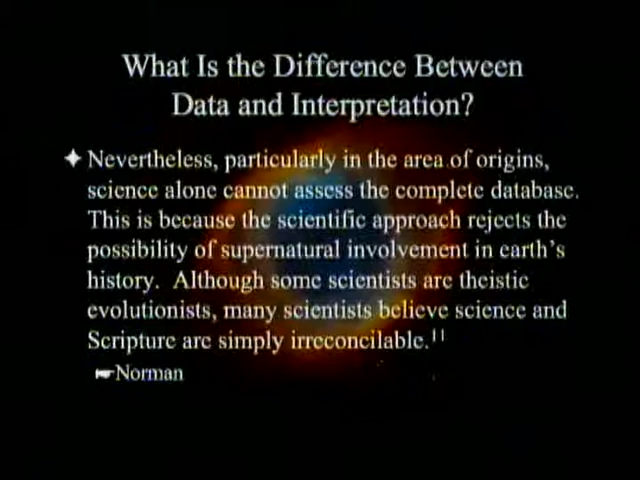 What Is the Difference Between
Data and Interpretation?
Nevertheless, particularly in the area of origins,
science alone cannot assess the complete database.
This is because the scientific approach rejects the
possibility of supernatural involvement in earth's
history. Although some scientists are theistic
evolutionists, many scientists believe science and
Scripture are simply irreconcilable.11
Norman